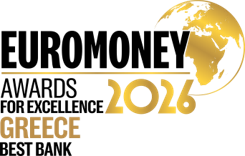 EUROMONEY
AWARDS
FOR EXCELLENCE 2026
GREECE
BEST BANK